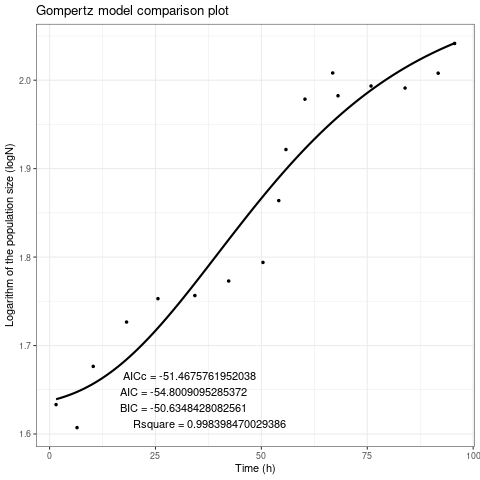 Gompertz model comparison plot
Logarithm of the population size (logN)
2.0
1.9
1.8
1.7
1.6
AICc = -51.4675761952038
AIC = -54.8009095285372
BIC = -50.6348428082561
Rsquare = 0.998398470029386
0 25 50 75 100
Time (h)